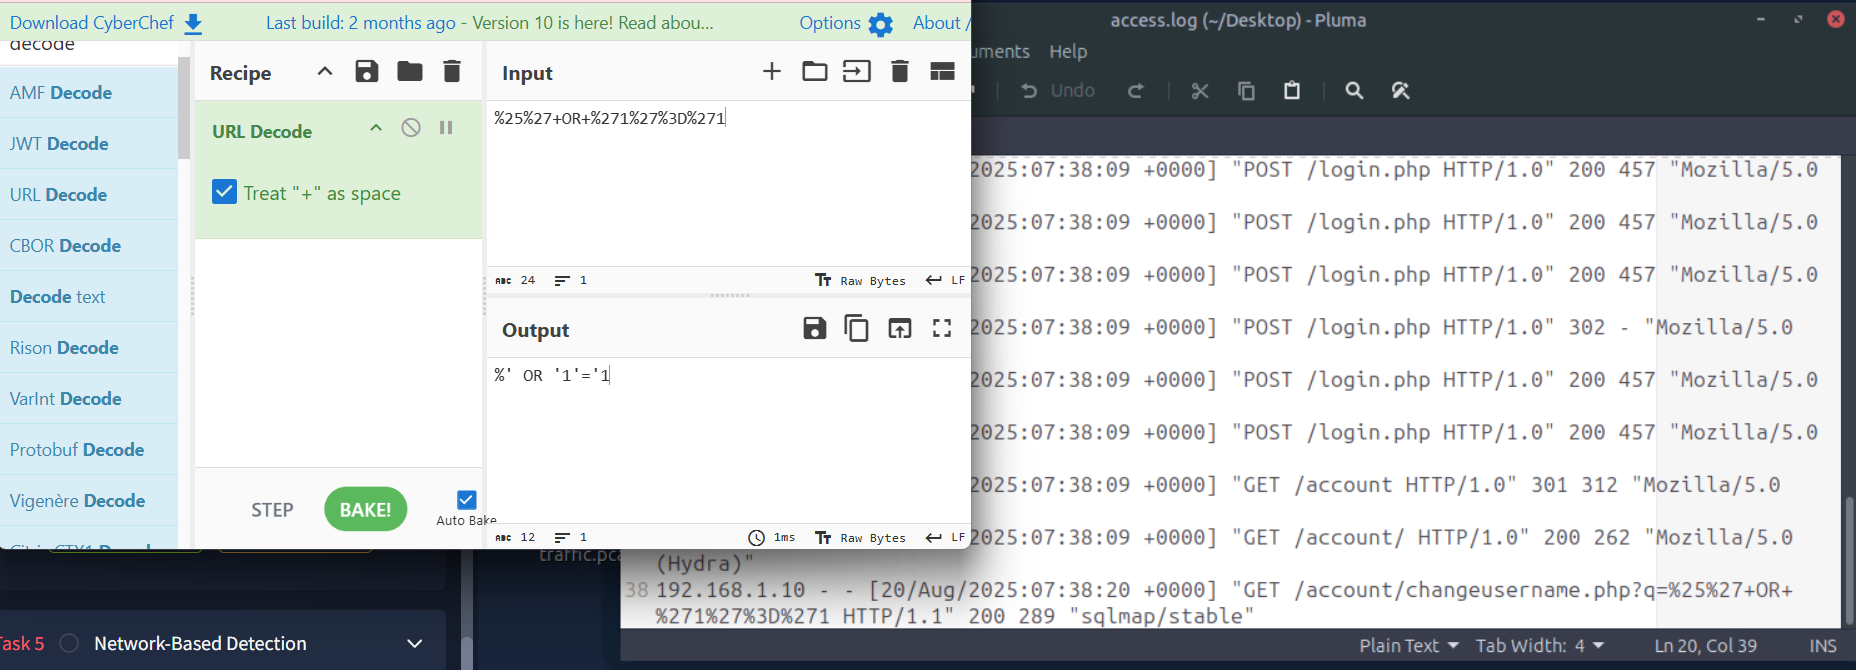 Download CyberChef
Last build: 2 months ago - Version 10 is here! Read abou...
Options
About /
decode
AMF Decode
JWT Decode
URL Decode
CBOR Decode
Decode text
Rison Decode
VarInt Decode
Protobuf Decode
Vigenère Decode
Citrix CTX1 Decode
Recipe
URL Decode
Treat "+" as space
STEP
BAKE!
Auto Bake
Input
%25%27+OR+%271%27%3D%271
ABC 24 1
Raw Bytes LF
Output
%' OR '1'='1
ABC 12 1
1ms Raw Bytes LF
access.log (~/Desktop) - Pluma
uments Help
Undo
2025:07:38:09 +0000] "POST /login.php HTTP/1.0" 200 457 "Mozilla/5.0
2025:07:38:09 +0000] "POST /login.php HTTP/1.0" 200 457 "Mozilla/5.0
2025:07:38:09 +0000] "POST /login.php HTTP/1.0" 200 457 "Mozilla/5.0
2025:07:38:09 +0000] "POST /login.php HTTP/1.0" 302 - "Mozilla/5.0
2025:07:38:09 +0000] "POST /login.php HTTP/1.0" 200 457 "Mozilla/5.0
2025:07:38:09 +0000] "POST /login.php HTTP/1.0" 200 457 "Mozilla/5.0
2025:07:38:09 +0000] "GET /account HTTP/1.0" 301 312 "Mozilla/5.0
2025:07:38:09 +0000] "GET /account/ HTTP/1.0" 200 262 "Mozilla/5.0
(Hydra)"
38 192.168.1.10 - - [20/Aug/2025:07:38:20 +0000] "GET /account/changeusername.php?q=%25%27+OR+
%271%27%3D%271 HTTP/1.1" 200 289 "sqlmap/stable"
Plain Text Tab Width: 4 Ln 20, Col 39 INS
traffic.pca
Task 5 Network-Based Detection